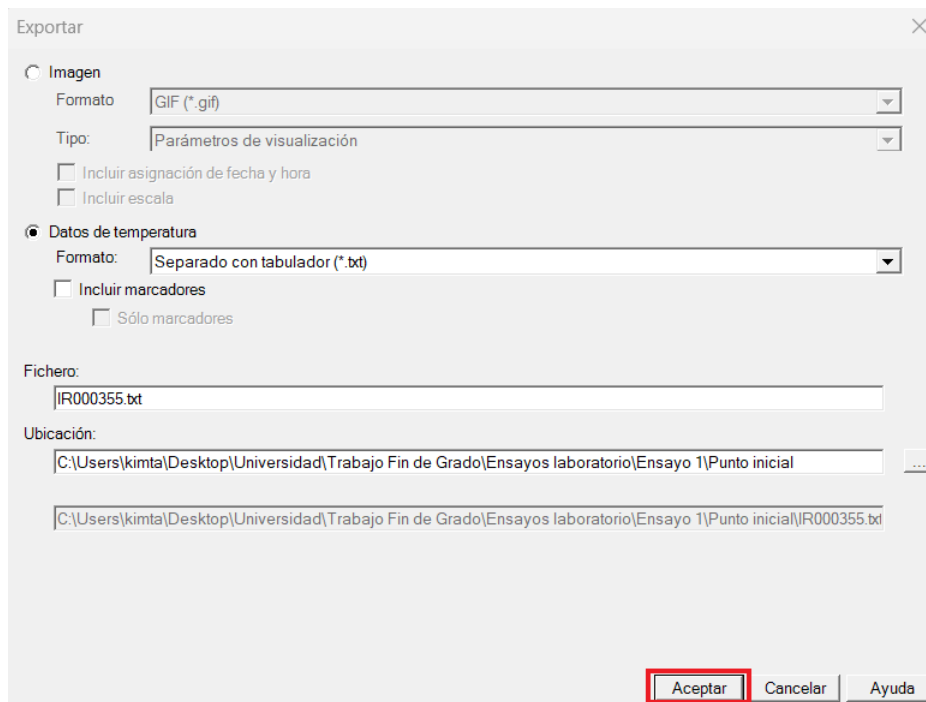 Exportar
Imagen
Formato GIF (*.gif)
Tipo: Parámetros de visualización
Incluir asignación de fecha y hora
Incluir escala
Datos de temperatura
Formato: Separado con tabulador (*.txt)
Incluir marcadores
Sólo marcadores
Fichero:
IR000355.txt
Ubicación:
C:\Users\kimta\Desktop\Universidad\Trabajo Fin de Grado\Ensayos laboratorio\Ensayo 1\Punto inicial
...
C:\Users\kimta\Desktop\Universidad\Trabajo Fin de Grado\Ensayos laboratorio\Ensayo 1\Punto inicial\IR000355.txt
Aceptar Cancelar Ayuda